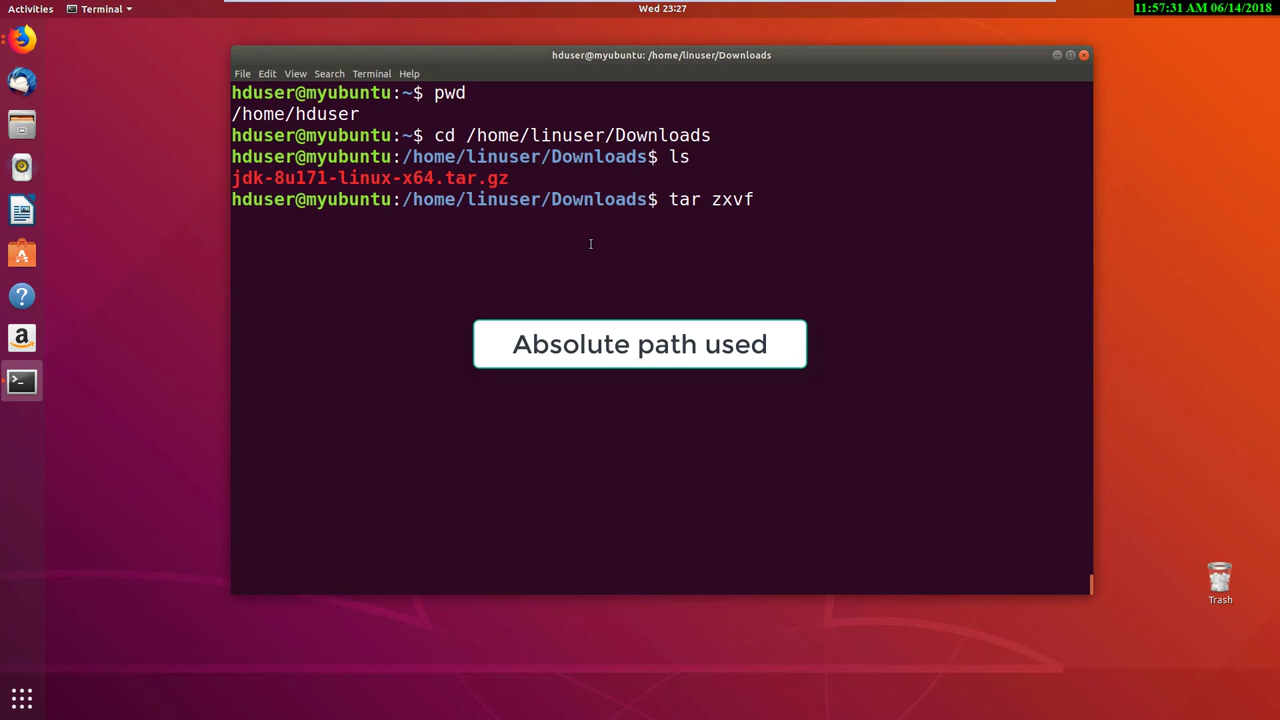 Activities
Terminal
Wed 23:27
11:57:31 AM 06/14/2018
hduser@myubuntu: /home/linuser/Downloads
File Edit View Search Terminal Help
hduser@myubuntu:~$ pwd
/home/hduser
hduser@myubuntu:~$ cd /home/linuser/Downloads
hduser@myubuntu:/home/linuser/Downloads$ ls
jdk-8u171-linux-x64.tar.gz
hduser@myubuntu:/home/linuser/Downloads$ tar zxvf
Absolute path used
Trash